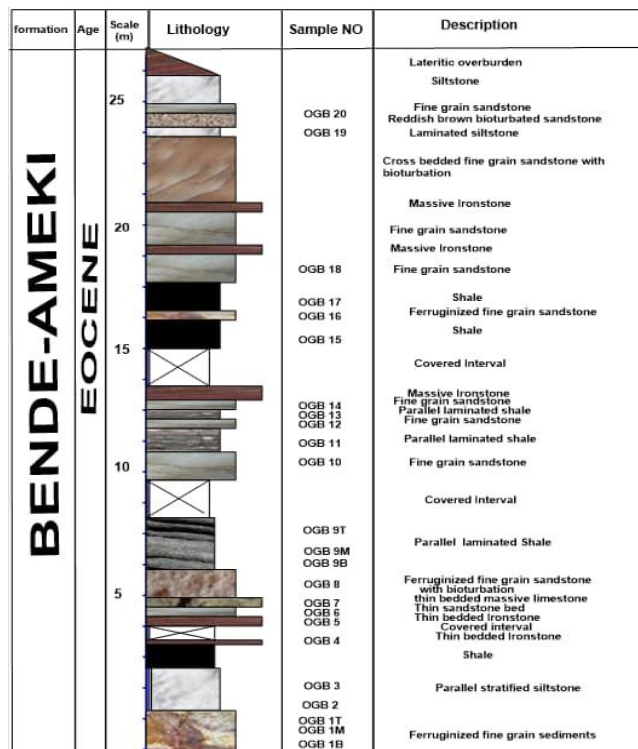 formation Age Scale (m) Lithology Sample NO Description
BENDE-AMEKI
EOCENE
Lateritic overburden
Siltstone
25
Fine grain sandstone
OGB 20 Reddish brown bioturbated sandstone
OGB 19 Laminated siltstone
Cross bedded fine grain sandstone with
bioturbation
Massive Ironstone
20 Fine grain sandstone
Massive Ironstone
OGB 18 Fine grain sandstone
OGB 17 Shale
OGB 16 Ferruginized fine grain sandstone
OGB 15 Shale
15
Covered Interval
Massive Ironstone
OGB 14 Fine grain sandstone
OGB 13 Parallel laminated shale
OGB 12 Fine grain sandstone
OGB 11 Parallel laminated shale
10 OGB 10 Fine grain sandstone
Covered Interval
OGB 9T
Parallel laminated Shale
OGB 9M
OGB 9B
OGB 8 Ferruginized fine grain sandstone
with bioturbation
5 OGB 7 thin bedded massive limestone
OGB 6 Thin sandstone bed
OGB 5 Thin bedded Ironstone
Covered interval
OGB 4 Thin bedded Ironstone
Shale
OGB 3 Parallel stratified siltstone
OGB 2
OGB 1T
OGB 1M
Ferruginized fine grain sediments
OGB 1B